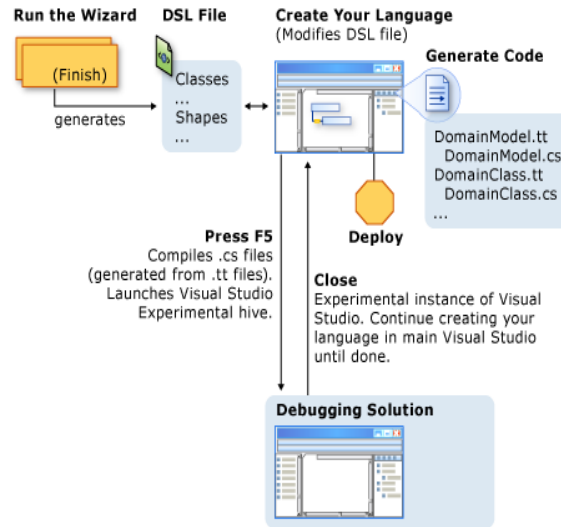 Run the Wizard
(Finish)
generates
DSL File
Classes
...
Shapes
...
Create Your Language
(Modifies DSL file)
Generate Code
DomainModel.tt
DomainModel.cs
DomainClass.tt
DomainClass.cs
...
Deploy
Press F5
Compiles .cs files
(generated from .tt files).
Launches Visual Studio
Experimental hive.
Close
Experimental instance of Visual
Studio. Continue creating your
language in main Visual Studio
until done.
Debugging Solution